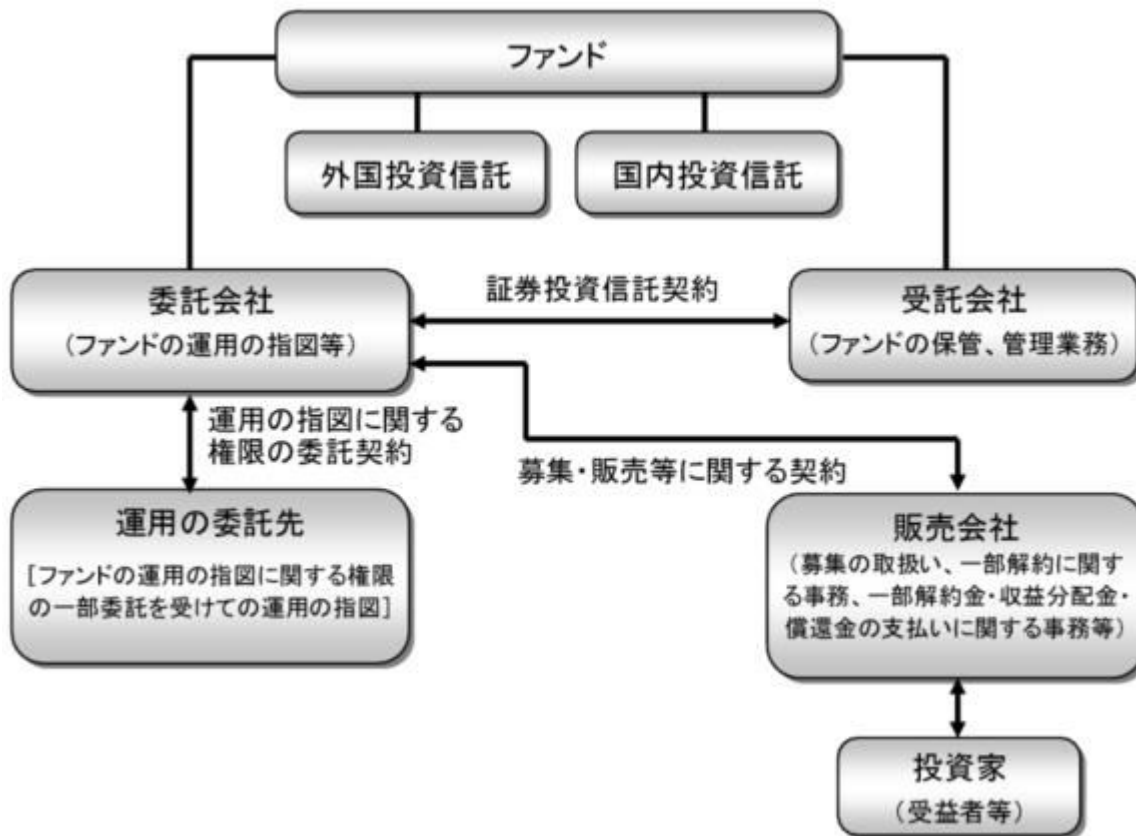 ファンド
外国投資信託
国内投資信託
委託会社
(ファンドの運用の指図等)
証券投資信託契約
受託会社
(ファンドの保管、管理業務)
運用の指図に関する
権限の委託契約
募集・販売等に関する契約
運用の委託先
[ファンドの運用の指図に関する権限
の一部委託を受けての運用の指図]
販売会社
(募集の取扱い、一部解約に関す
る事務、一部解約金・収益分配金・
償還金の支払いに関する事務等)
投資家
(受益者等)